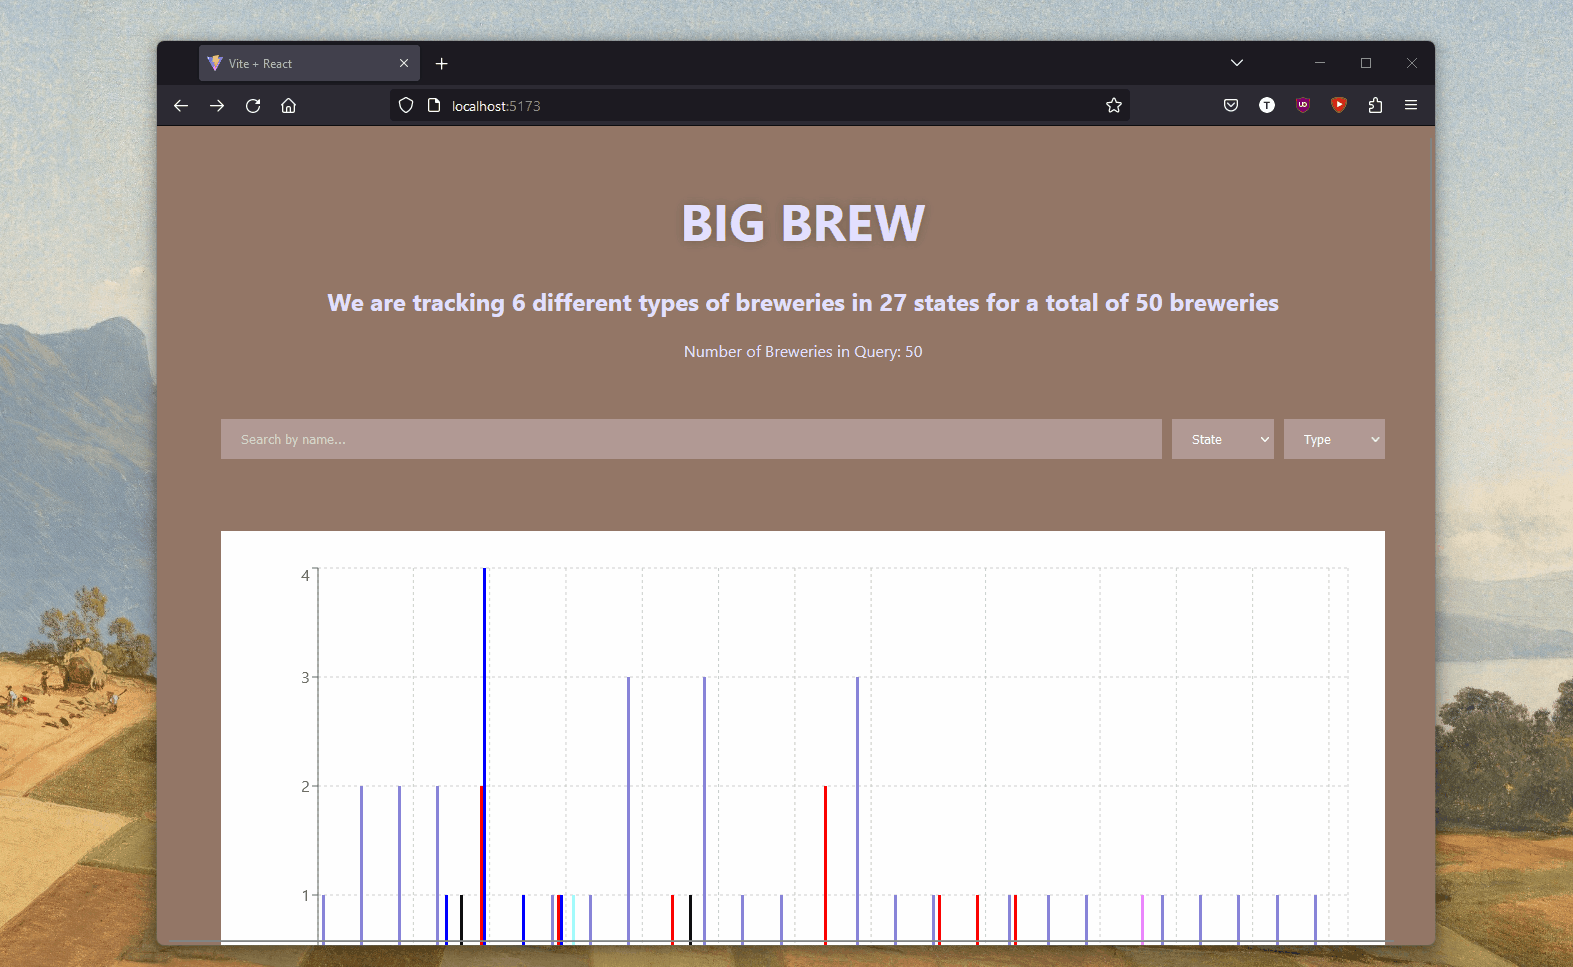 Vite + React
localhost:5173
T
UO
BIG BREW
We are tracking 6 different types of breweries in 27 states for a total of 50 breweries
Number of Breweries in Query: 50
Search by name...
State
Type
4
3
2
1